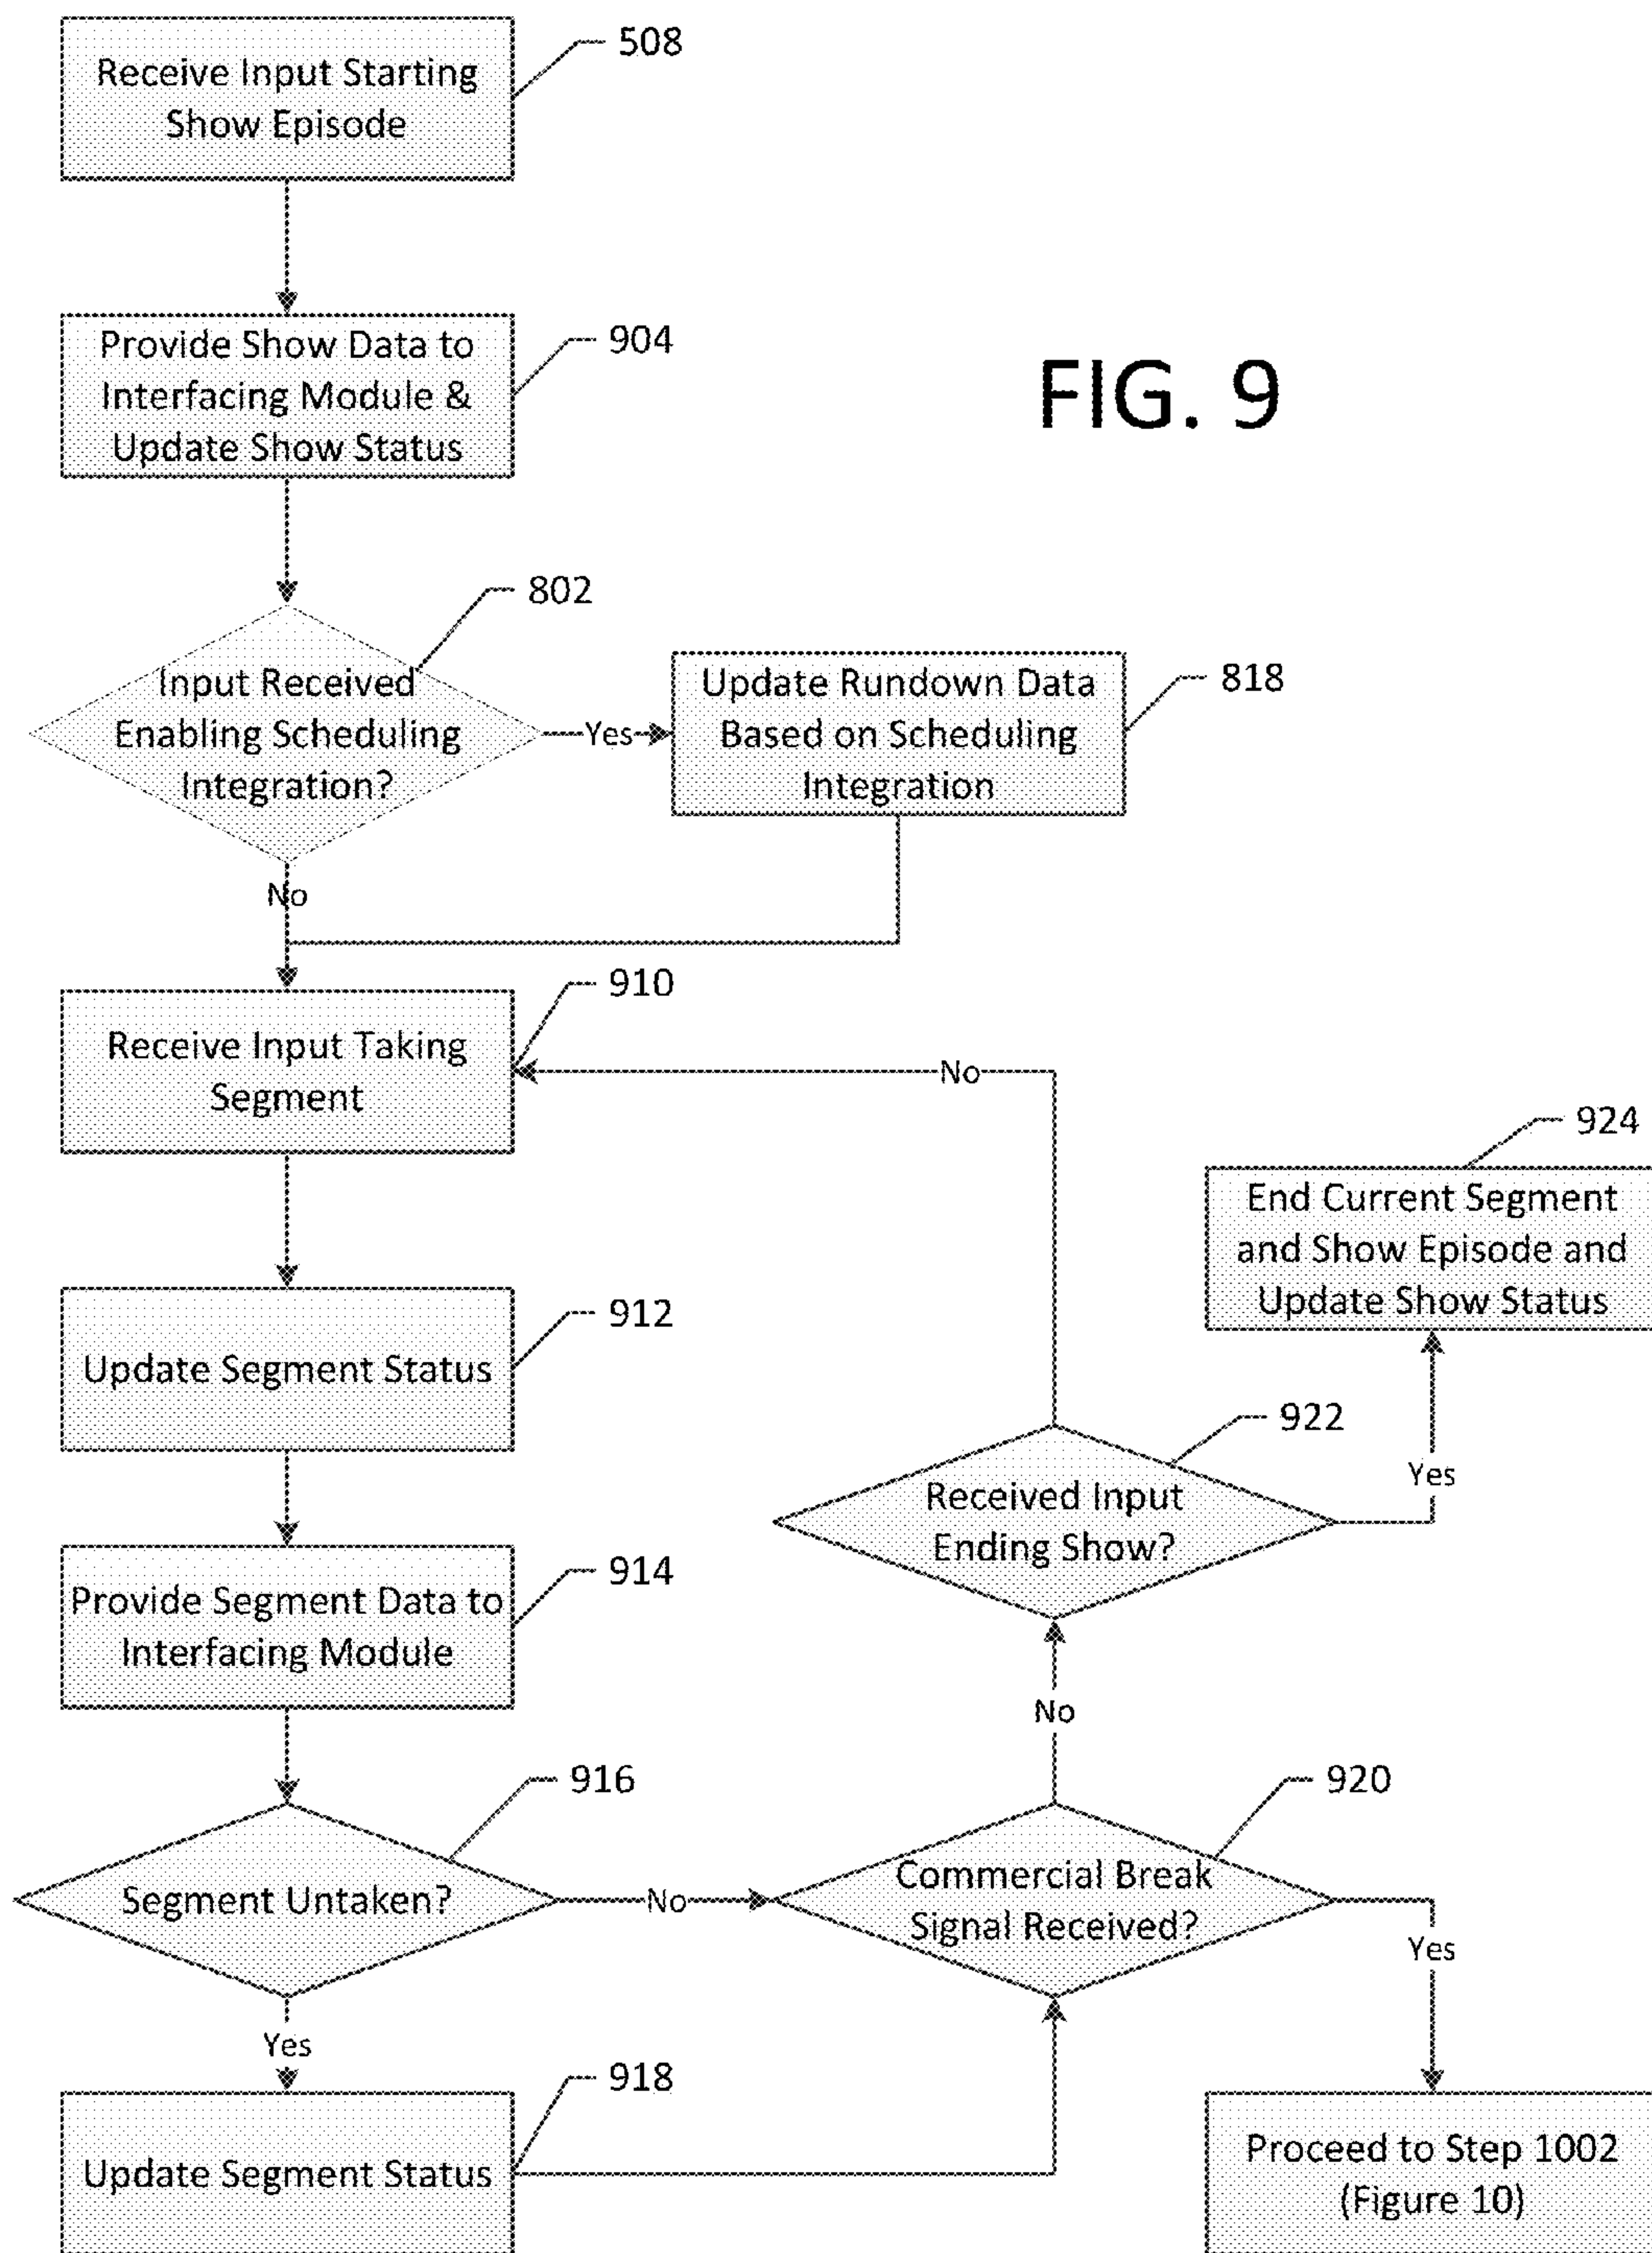 508
Receive Input Starting
Show Episode
904
Provide Show Data to
Interfacing Module &
Update Show Status
FIG. 9
802
Input Received
Enabling Scheduling
Integration?
Yes
818
Update Rundown Data
Based on Scheduling
Integration
No
910
Receive Input Taking
Segment
No
924
End Current Segment
and Show Episode and
Update Show Status
912
Update Segment Status
922
Received Input
Ending Show?
Yes
914
Provide Segment Data to
Interfacing Module
No
916
Segment Untaken?
No
920
Commercial Break
Signal Received?
Yes
Yes
918
Update Segment Status
Proceed to Step 1002
(Figure 10)